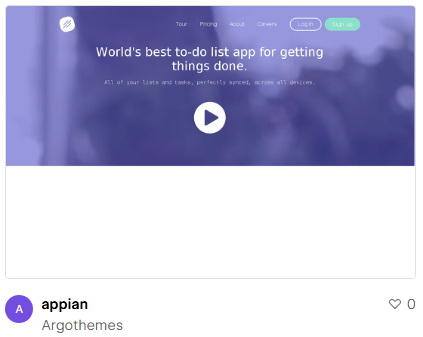 Tour Pricing About Careers Log in Sign up
World's best to-do list app for getting
things done.
All of your lists and tasks, perfectly synced, across all devices.
A
appian
0
Argothemes